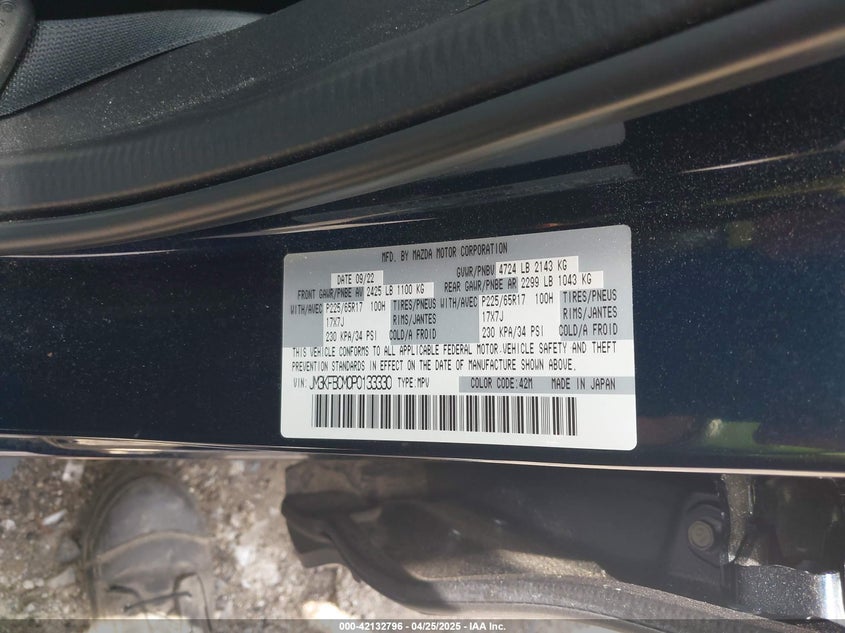 MFD. BY MAZDA MOTOR CORPORATION
DATE 09/22 GVWR/PNBV 4724 LB 2143 KG
FRONT GAWR/PNBE AV 2425 LB 1100 KG REAR GAWR/PNBE AR 2299 LB 1043 KG
WITH/AVEC P225/65R17 100H TIRES/PNEUS WITH/AVEC P225/65R17 100H TIRES/PNEUS
17X7J RIMS/JANTES 17X7J RIMS/JANTES
230 KPA/34 PSI COLD/A FROID 230 KPA/34 PSI COLD/A FROID
THIS VEHICLE CONFORMS TO ALL APPLICABLE FEDERAL MOTOR VEHICLE SAFETY AND THEFT
PREVENTION STANDARDS IN EFFECT ON THE DATE OF MANUFACTURE SHOWN ABOVE.
VIN: JM3KFBCM0P0133330 TYPE:MPV COLOR CODE:42M MADE IN JAPAN
000-42132796 - 04/25/2025 - ©IAA Inc.